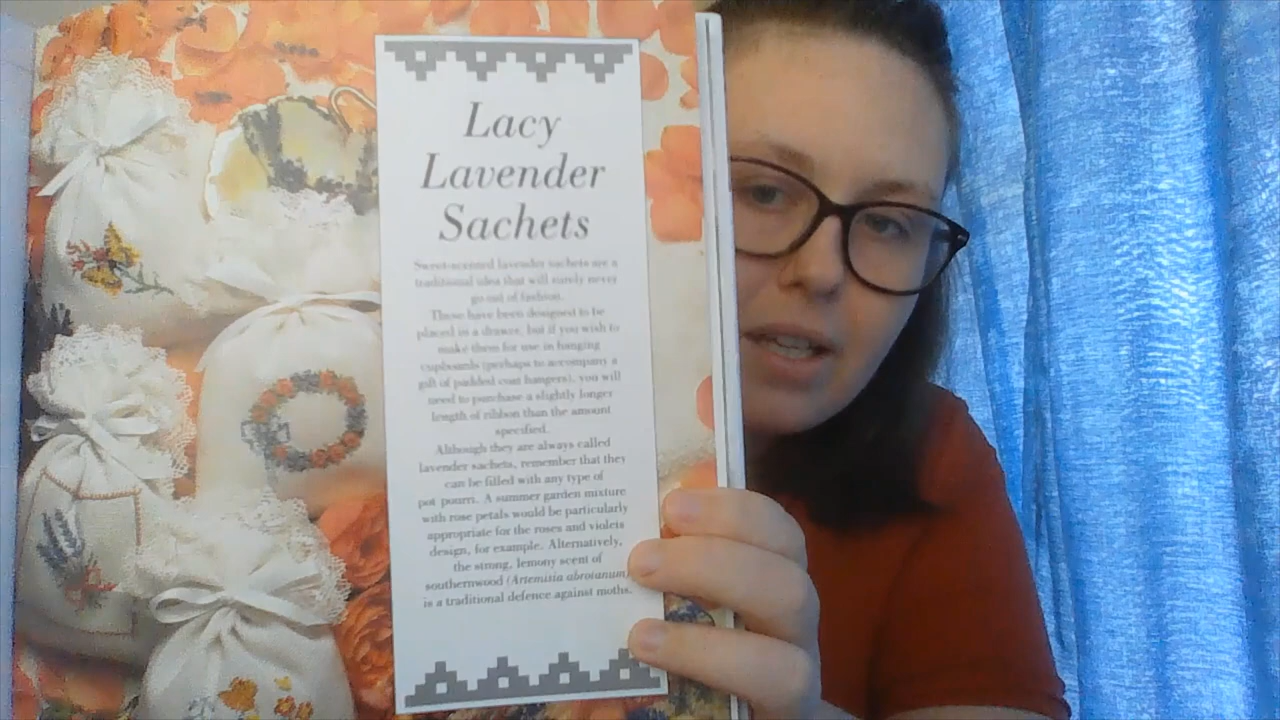 Lacy
Lavender
Sachets
Sweet-scented lavender sachets are a
traditional idea that will surely never
go out of fashion.
These have been designed to be
placed in a drawer, but if you wish to
make them for use in hanging
cupboards (perhaps to accompany a
gift of padded coat hangers), you will
need to purchase a slightly longer
length of ribbon than the amount
specified.
Although they are always called
lavender sachets, remember that they
can be filled with any type of
pot pourri. A summer garden mixture
with rose petals would be particularly
appropriate for the roses and violets
design, for example. Alternatively,
the strong, lemony scent of
southernwood (Artemisia abrotanum)
is a traditional defence against moths.